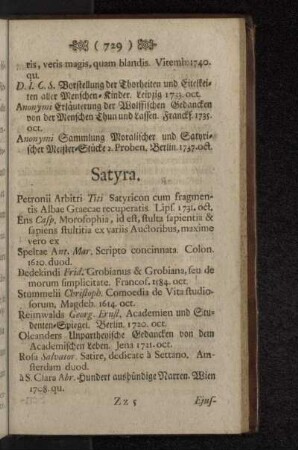 ( 729 )
ris, veris magis, quam blandis. Vitemb. 1740.
qu.
D. I. C. S. Vorstellung der Thorheiten und Eitelkei-
ten aller Menschen-Kinder. Leipzig 1733. oct.
Anonymi Erläuterung der Wolffischen Gedancken
von der Menschen Thun und Lassen. Franckf. 1735.
oct.
Anonymi Sammlung Moralischer und Satyri-
scher Meister-Stücke 2. Proben. Berlin. 1737. oct.
Satyra.
Petronii Arbitri Titi Satyricon cum fragmen-
tis Albae Graecae recuperatis Lips. 1731. oct.
Ens Casp. Morosophia, id est, stulta sapientia &
sapiens stultitia ex variis Auctoribus, maxime
vero ex
Speltae Ant. Mar. Scripto concinnata Colon.
1620. duod.
Dedekindi Frid. Grobianus & Grobiana, seu de
morum simplicitate. Francof. 1584. oct.
Stummelii Christoph. Comoedia de Vita studio-
sorum, Magdeb. 1614. oct.
Reimwalds Georg. Ernst, Academien und Stu-
denten-Spiegel. Berlin. 1720. oct.
Oleanders Unpartheyische Gedancken von dem
Academischen Leben. Jena 1721. oct.
Rosa Salvator. Satire, dedicate à Settano, Am-
sterdam duod.
à S. Clara Abr. Hundert ausbündige Narren. Wien
1708. qu.
Zz 5 Ejus-